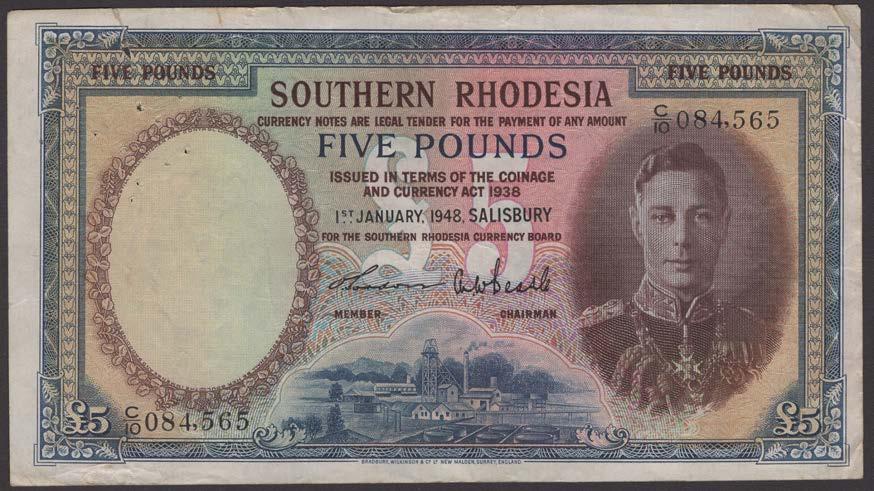 FIVE POUNDS
FIVE POUNDS
SOUTHERN RHODESIA
CURRENCY NOTES ARE LEGAL TENDER FOR THE PAYMENT OF ANY AMOUNT
C/10 084,565
FIVE POUNDS
£5
ISSUED IN TERMS OF THE COINAGE
AND CURRENCY ACT 1938
1ST JANUARY, 1948, SALISBURY
FOR THE SOUTHERN RHODESIA CURRENCY BOARD
MEMBER
CHAIRMAN
£5
C/10 084,565
£5
BRADBURY, WILKINSON & Cº Lᵈ NEW MALDEN, SURREY, ENGLAND.